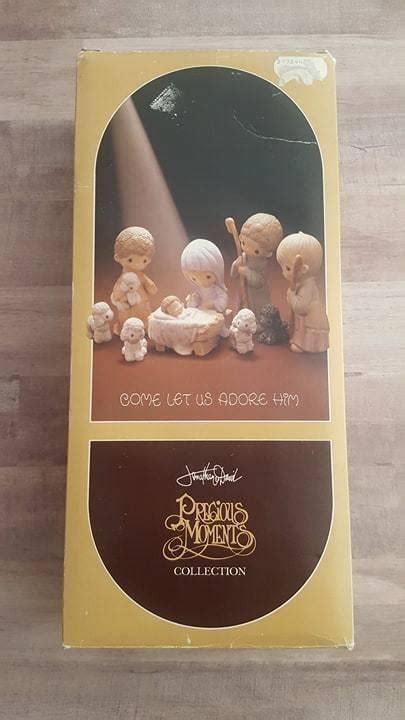 COME LET US ADORE HIM
Jonathan & David
PRECIOUS
MOMENTS
COLLECTION